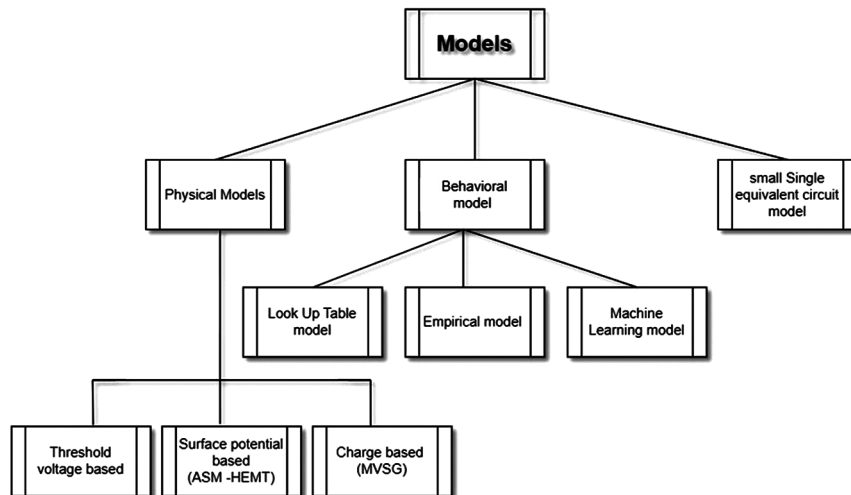 Models
Physical Models
Behavioral
model
small Single
equivalent circuit
model
Look Up Table
model
Empirical model
Machine
Learning model
Threshold
voltage based
Surface potential
based
(ASM -HEMT)
Charge based
(MVSG)